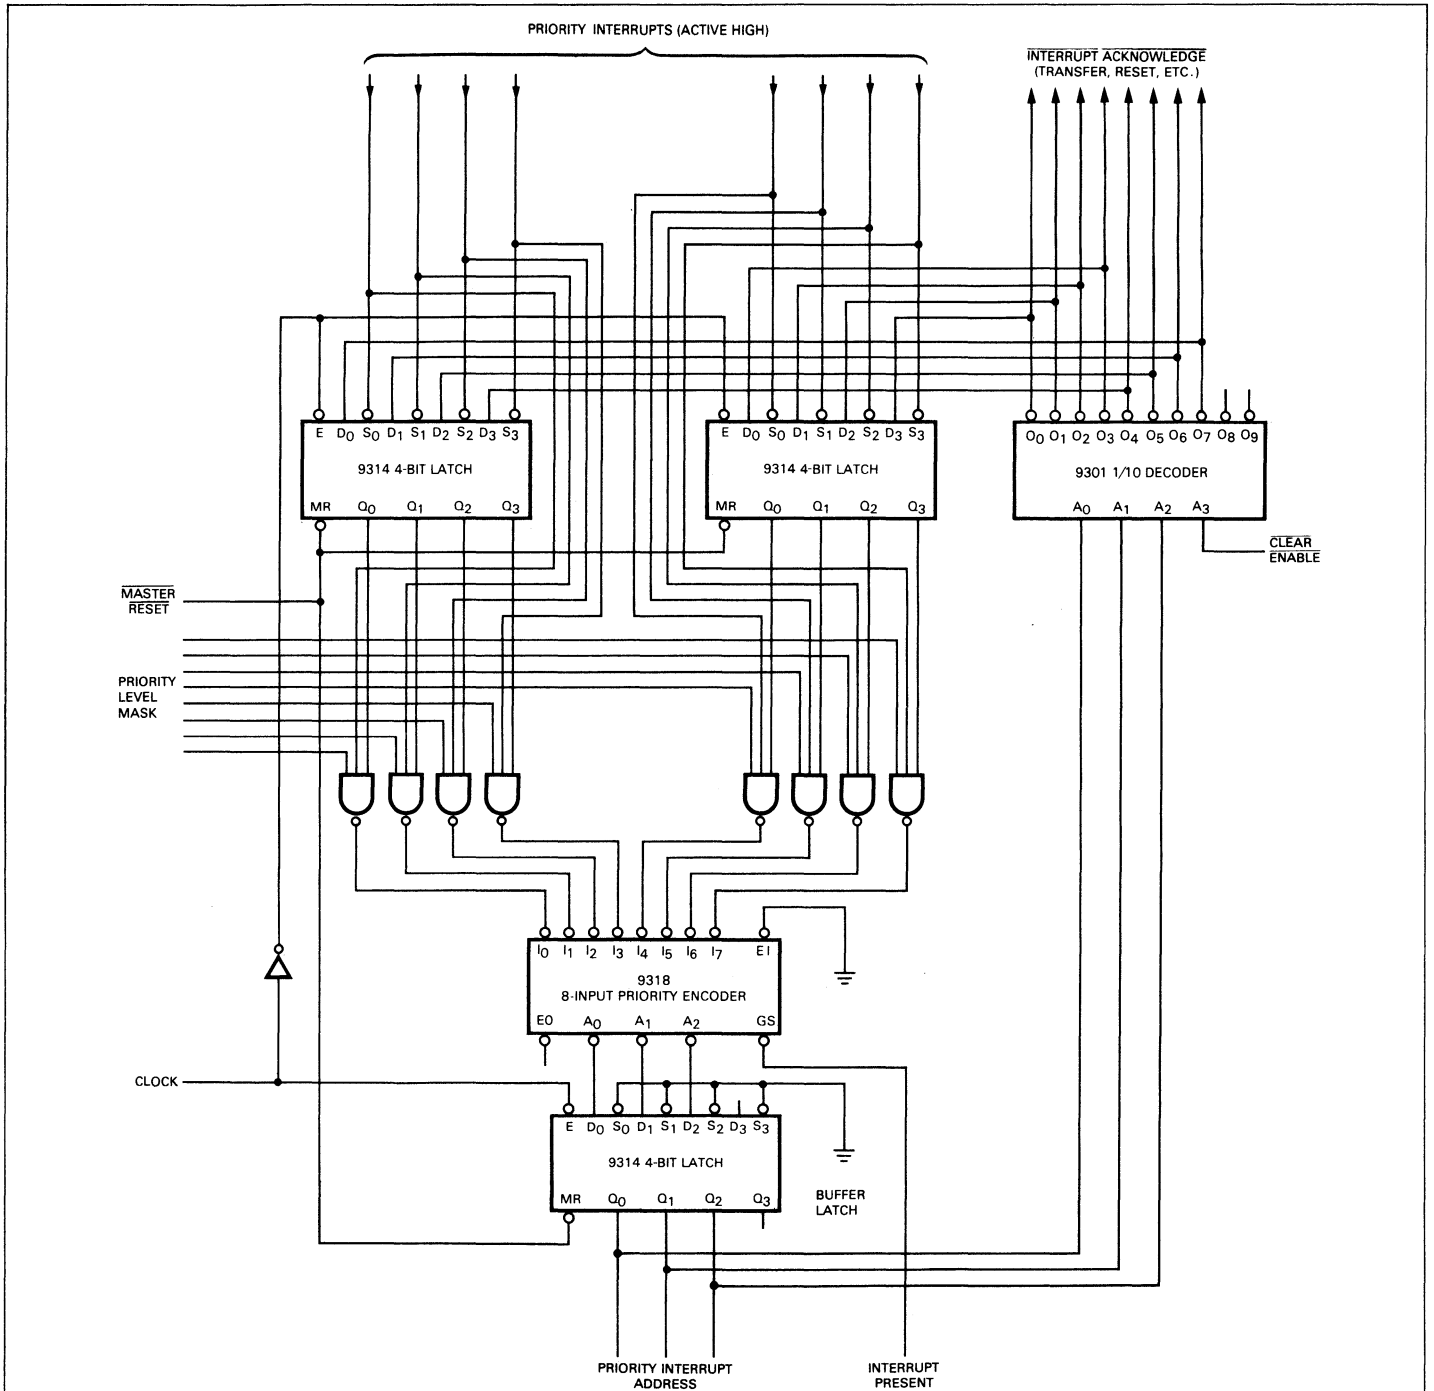 PRIORITY INTERRUPTS (ACTIVE HIGH)
INTERRUPT ACKNOWLEDGE
(TRANSFER, RESET, ETC.)
E D0 S0 D1 S1 D2 S2 D3 S3
9314 4-BIT LATCH
MR Q0 Q1 Q2 Q3
E D0 S0 D1 S1 D2 S2 D3 S3
9314 4-BIT LATCH
MR Q0 Q1 Q2 Q3
O0 O1 O2 O3 O4 O5 O6 O7 O8 O9
9301 1/10 DECODER
A0 A1 A2 A3
CLEAR
ENABLE
MASTER
RESET
PRIORITY
LEVEL
MASK
I0 I1 I2 I3 I4 I5 I6 I7 EI
9318
8-INPUT PRIORITY ENCODER
EO A0 A1 A2 GS
CLOCK
E D0 S0 D1 S1 D2 S2 D3 S3
9314 4-BIT LATCH
MR Q0 Q1 Q2 Q3
BUFFER
LATCH
PRIORITY INTERRUPT
ADDRESS
INTERRUPT
PRESENT